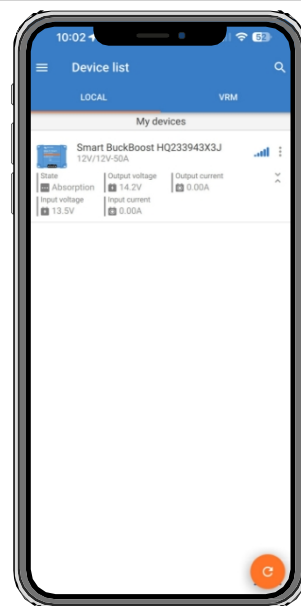 10:02
Device list
LOCAL VRM
My devices
Smart BuckBoost HQ233943X3J
12V/12V-50A
State Output voltage Output current
Absorption 14.2V 0.00A
Input voltage Input current
13.5V 0.00A